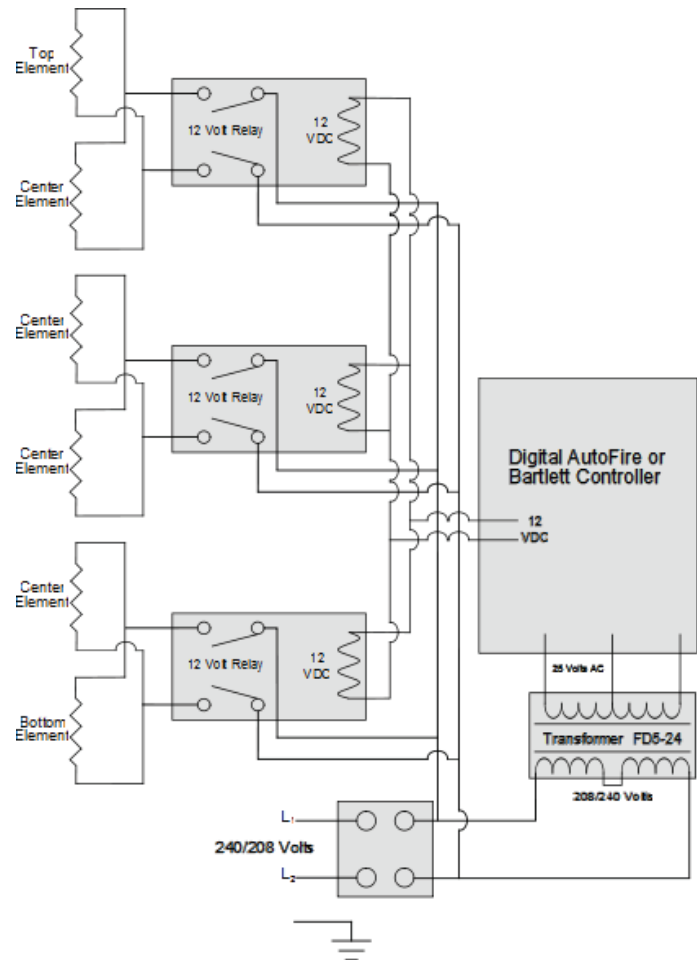 Top
Element
Center
Element
12 Volt Relay
12
VDC
Center
Element
Center
Element
12 Volt Relay
12
VDC
Center
Element
Digital AutoFire or
Bartlett Controller
12
VDC
Center
Element
12 Volt Relay
12
VDC
Bottom
Element
25 Volts AC
Transformer FD5-24
208/240 Volts
L1
240/208 Volts
L2